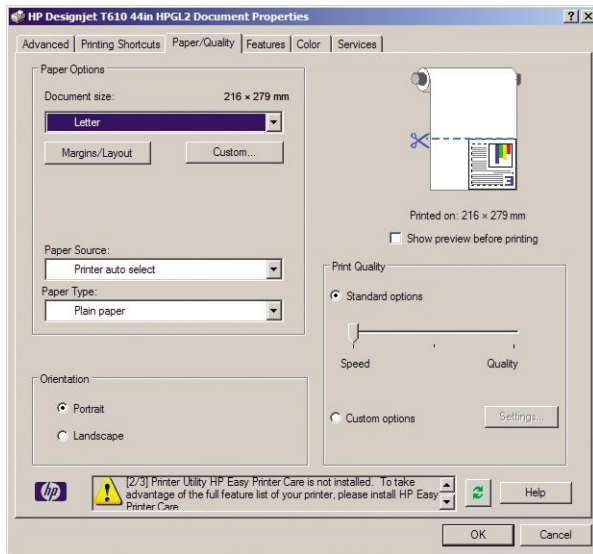 HP Designjet T610 44in HPGL2 Document Properties
Advanced Printing Shortcuts Paper/Quality Features Color Services
Paper Options
Document size: 216 × 279 mm
Letter
Margins/Layout Custom...
Printed on: 216 × 279 mm
Show preview before printing
Paper Source:
Printer auto select
Paper Type:
Plain paper
Print Quality
Standard options
Speed Quality
Custom options Settings...
Orientation
Portrait
Landscape
hp
[2/3] Printer Utility HP Easy Printer Care is not installed. To take
advantage of the full feature list of your printer, please install HP Easy
Printer Care
Help
OK Cancel